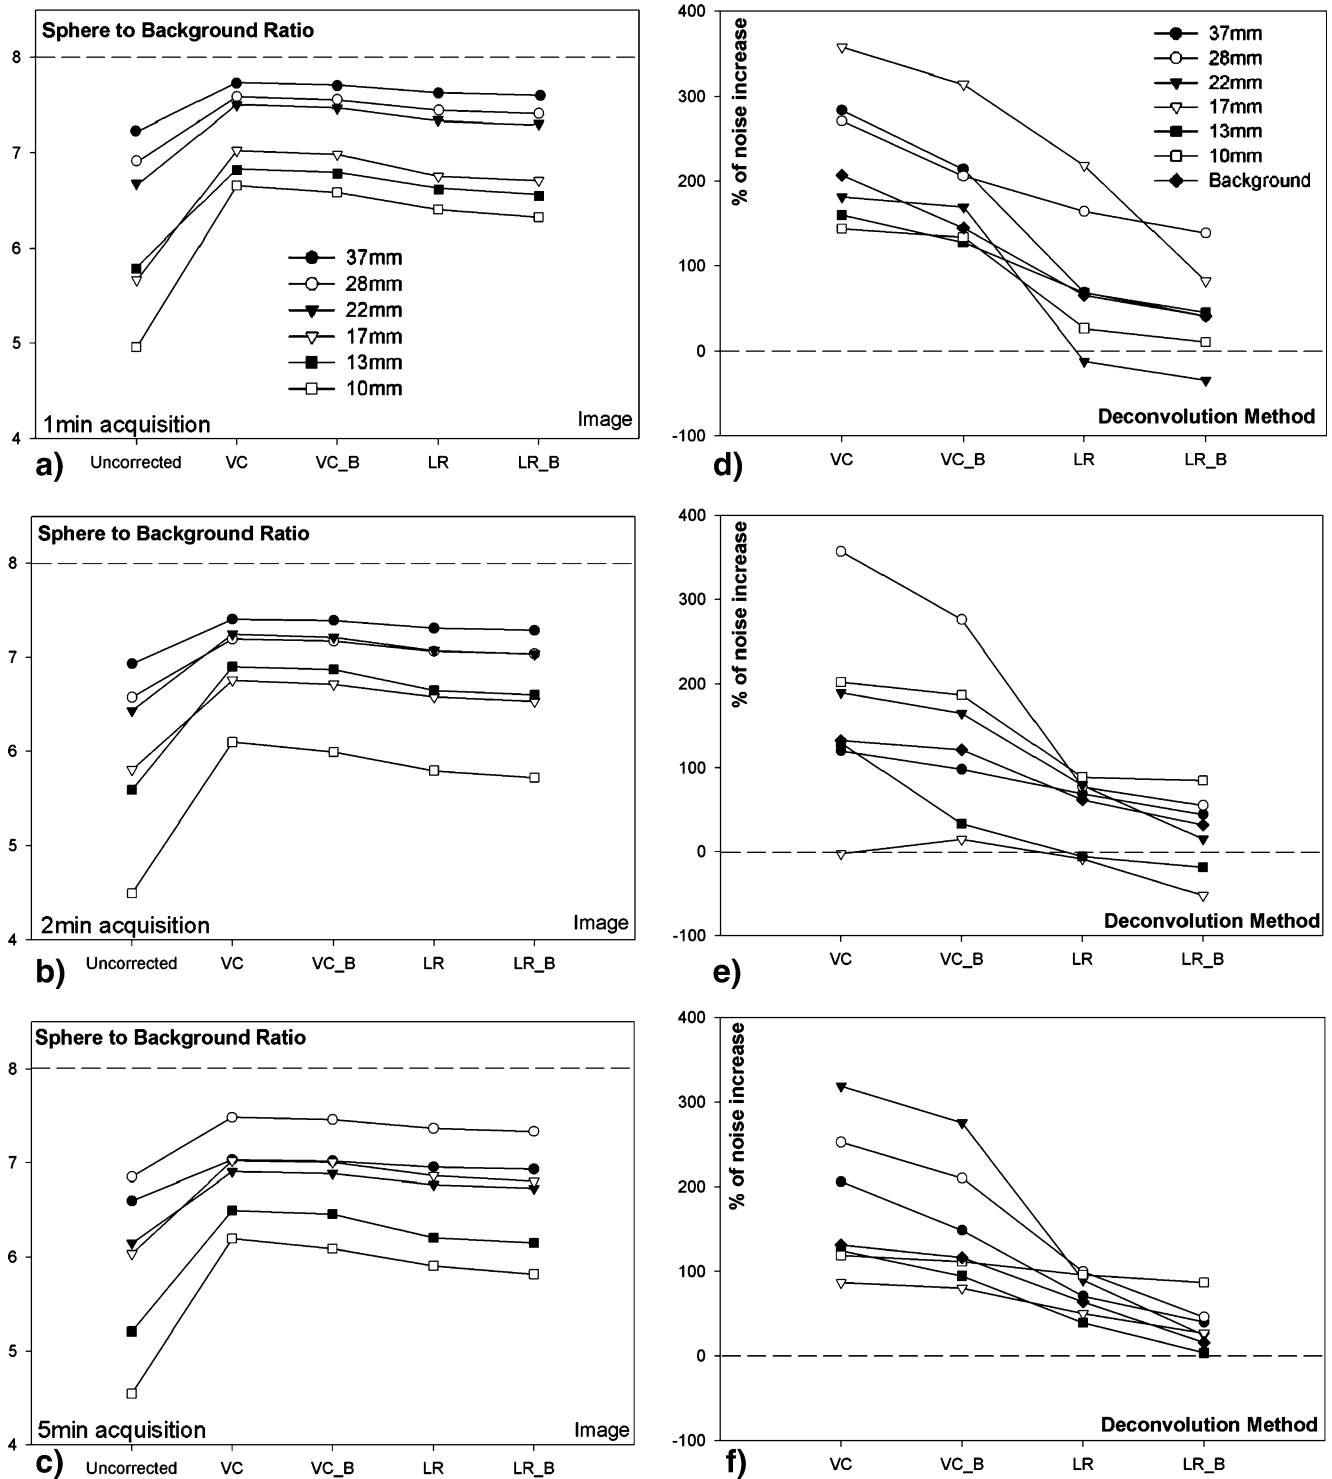 Sphere to Background Ratio
8
7
6
5
4
37mm
28mm
22mm
17mm
13mm
10mm
1min acquisition
Image
a)
Uncorrected VC VC_B LR LR_B
% of noise increase
400
300
200
100
0
-100
37mm
28mm
22mm
17mm
13mm
10mm
Background
Deconvolution Method
d)
VC VC_B LR LR_B
Sphere to Background Ratio
8
7
6
5
4
2min acquisition
Image
b)
Uncorrected VC VC_B LR LR_B
% of noise increase
400
300
200
100
0
-100
Deconvolution Method
e)
VC VC_B LR LR_B
Sphere to Background Ratio
8
7
6
5
4
5min acquisition
Image
c)
Uncorrected VC VC_B LR LR_B
% of noise increase
400
300
200
100
0
-100
Deconvolution Method
f)
VC VC_B LR LR_B